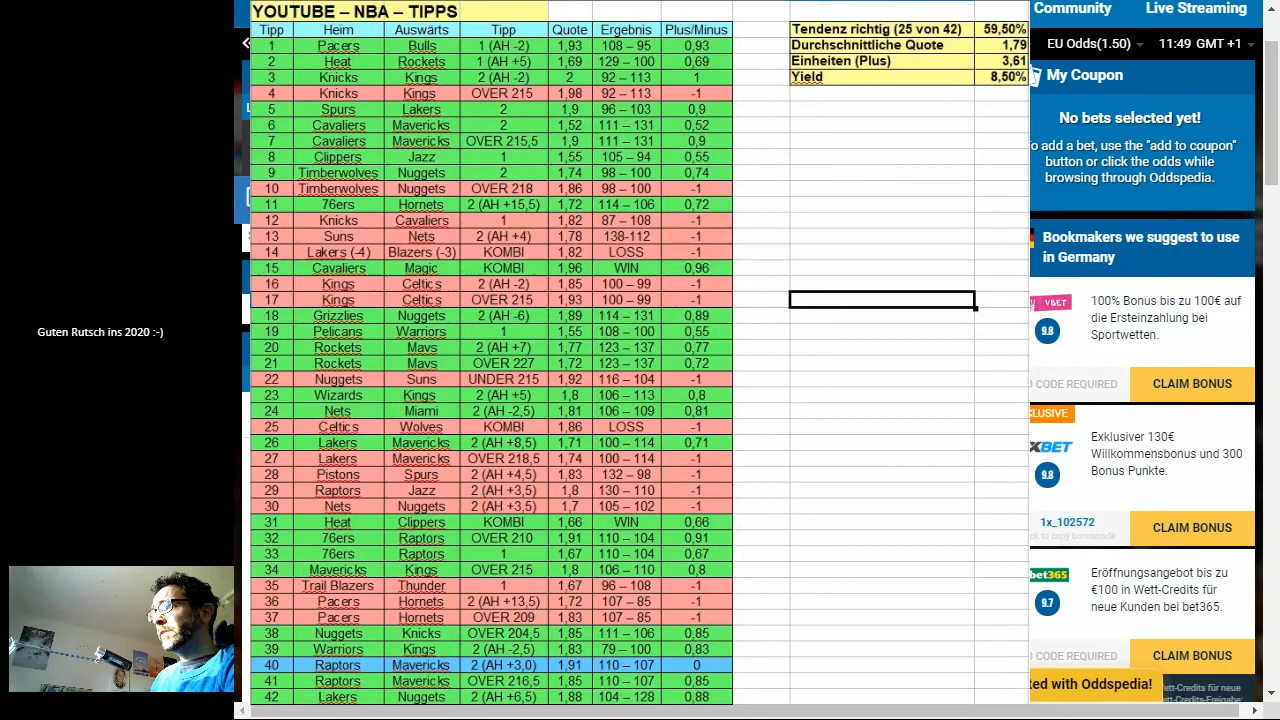 YOUTUBE – NBA – TIPPS
Tipp Heim Auswärts Tipp Quote Ergebnis Plus/Minus
1 Pacers Bulls 1 (AH -2) 1,93 108 – 95 0,93
2 Heat Rockets 1 (AH +5) 1,69 129 – 100 0,69
3 Knicks Kings 2 (AH -2) 2 92 – 113 1
4 Knicks Kings OVER 215 1,98 92 – 113 -1
5 Spurs Lakers 2 1,9 96 – 103 0,9
6 Cavaliers Mavericks 2 1,52 111 – 131 0,52
7 Cavaliers Mavericks OVER 215,5 1,9 111 – 131 0,9
8 Clippers Jazz 1 1,55 105 – 94 0,55
9 Timberwolves Nuggets 2 1,74 98 – 100 0,74
10 Timberwolves Nuggets OVER 218 1,86 98 – 100 -1
11 76ers Hornets 2 (AH +15,5) 1,72 114 – 106 0,72
12 Knicks Cavaliers 1 1,82 87 – 108 -1
13 Suns Nets 2 (AH +4) 1,78 138-112 -1
14 Lakers (-4) Blazers (-3) KOMBI 1,82 LOSS -1
15 Cavaliers Magic KOMBI 1,96 WIN 0,96
16 Kings Celtics 2 (AH -2) 1,85 100 – 99 -1
17 Kings Celtics OVER 215 1,93 100 – 99 -1
18 Grizzlies Nuggets 2 (AH -6) 1,89 114 – 131 0,89
19 Pelicans Warriors 1 1,55 108 – 100 0,55
20 Rockets Mavs 2 (AH +7) 1,77 123 – 137 0,77
21 Rockets Mavs OVER 227 1,72 123 – 137 0,72
22 Nuggets Suns UNDER 215 1,92 116 – 104 -1
23 Wizards Kings 2 (AH +5) 1,8 106 – 113 0,8
24 Nets Miami 2 (AH -2,5) 1,81 106 – 109 0,81
25 Celtics Wolves KOMBI 1,86 LOSS -1
26 Lakers Mavericks 2 (AH +8,5) 1,71 100 – 114 0,71
27 Lakers Mavericks OVER 218,5 1,74 100 – 114 -1
28 Pistons Spurs 2 (AH +4,5) 1,83 132 – 98 -1
29 Raptors Jazz 2 (AH +3,5) 1,8 130 – 110 -1
30 Nets Nuggets 2 (AH +3,5) 1,7 105 – 102 -1
31 Heat Clippers KOMBI 1,66 WIN 0,66
32 76ers Raptors OVER 210 1,91 110 – 104 0,91
33 76ers Raptors 1 1,67 110 – 104 0,67
34 Mavericks Kings OVER 215 1,8 106 – 110 0,8
35 Trail Blazers Thunder 1 1,67 96 – 108 -1
36 Pacers Hornets 2 (AH +13,5) 1,72 107 – 85 -1
37 Pacers Hornets OVER 209 1,83 107 – 85 -1
38 Nuggets Knicks OVER 204,5 1,85 111 – 106 0,85
39 Warriors Kings 2 (AH -2,5) 1,83 79 – 100 0,83
40 Raptors Mavericks 2 (AH +3,0) 1,91 110 – 107 0
41 Raptors Mavericks OVER 216,5 1,85 110 – 107 0,85
42 Lakers Nuggets 2 (AH +6,5) 1,88 104 – 128 0,88
Tendenz richtig (25 von 42) 59,50%
Durchschnittliche Quote 1,79
Einheiten (Plus) 3,61
Yield 8,50%
Guten Rutsch ins 2020 :-)
Community Live Streaming
EU Odds(1.50) 11:49 GMT +1
My Coupon
No bets selected yet!
o add a bet, use the "add to coupon"
button or click the odds while
browsing through Oddspedia.
Bookmakers we suggest to use
in Germany
VBET
9.8
100% Bonus bis zu 100€ auf
die Ersteinzahlung bei
Sportwetten.
CODE REQUIRED CLAIM BONUS
CLUSIVE
XBET
9.8
Exklusiver 130€
Willkommensbonus und 300
Bonus Punkte.
1x_102572
ck to copy bonuscode
CLAIM BONUS
bet365
9.7
Eröffnungsangebot bis zu
€100 in Wett-Credits für
neue Kunden bei bet365.
CODE REQUIRED CLAIM BONUS
ted with Oddspedia!
Wett-Credits für neue